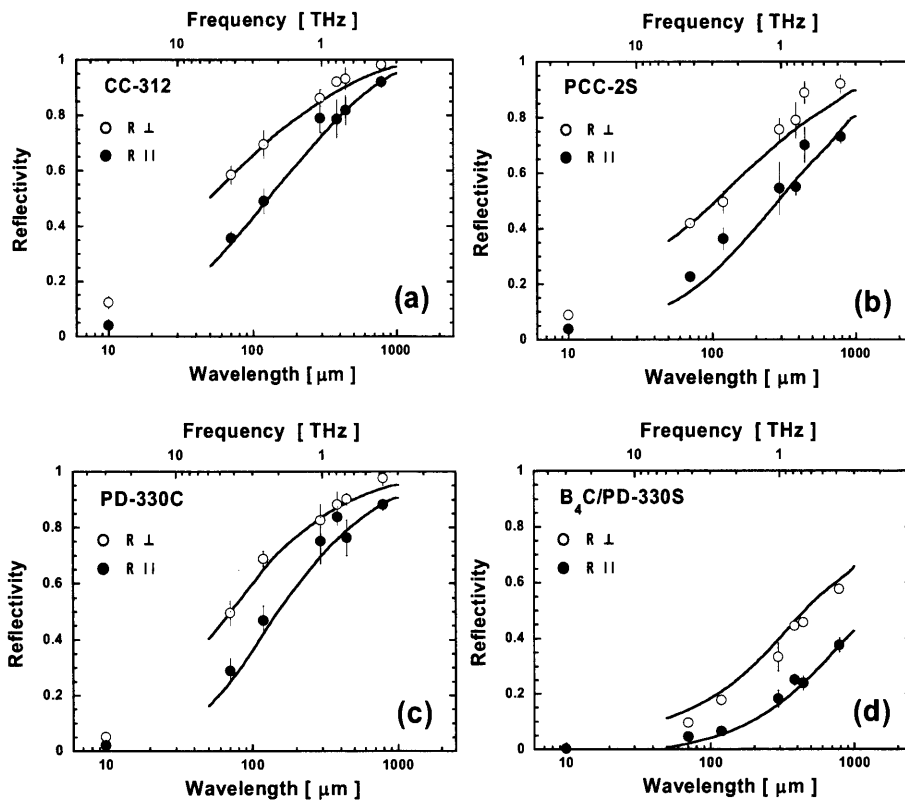 Frequency [ THz ]
10 1
CC-312
R ⊥
R ||
Reflectivity
1
0.8
0.6
0.4
0.2
0
(a)
10 100 1000
Wavelength [ μm ]
Frequency [ THz ]
10 1
PCC-2S
R ⊥
R ||
Reflectivity
1
0.8
0.6
0.4
0.2
0
(b)
10 100 1000
Wavelength [ μm ]
Frequency [ THz ]
10 1
PD-330C
R ⊥
R ||
Reflectivity
1
0.8
0.6
0.4
0.2
0
(c)
10 100 1000
Wavelength [ μm ]
Frequency [ THz ]
10 1
B₄C/PD-330S
R ⊥
R ||
Reflectivity
1
0.8
0.6
0.4
0.2
0
(d)
10 100 1000
Wavelength [ μm ]